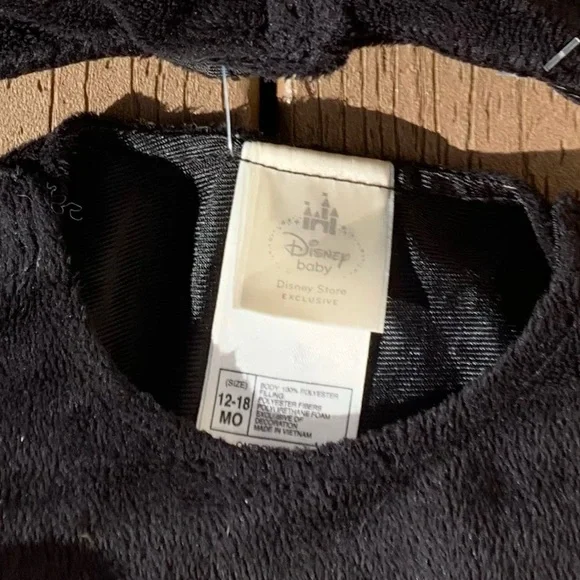 Disney
baby
Disney Store
EXCLUSIVE
(SIZE)
12-18
MO
BODY: 100% POLYESTER
FILLING:
POLYESTER FIBERS
POLYURETHANE FOAM
EXCLUSIVE OF
DECORATION
MADE IN VIETNAM